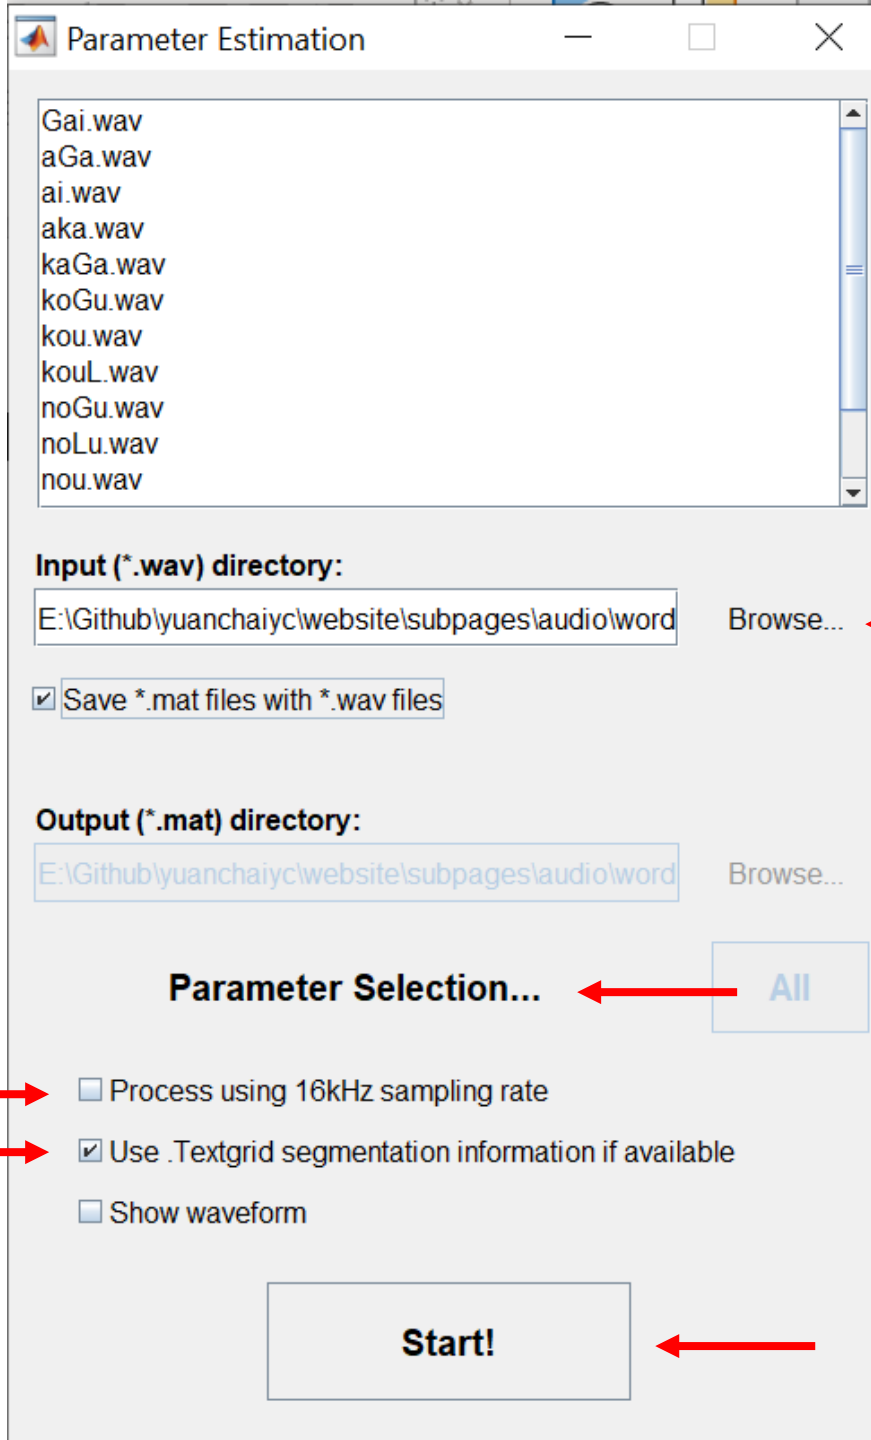 Parameter Estimation
Gai.wav
aGa.wav
ai.wav
aka.wav
kaGa.wav
koGu.wav
kou.wav
kouL.wav
noGu.wav
noLu.wav
nou.wav
Input (*.wav) directory:
E:\Github\yuanchaiyc\website\subpages\audio\word Browse...
Save *.mat files with *.wav files
Output (*.mat) directory:
E:\Github\yuanchaiyc\website\subpages\audio\word Browse...
Parameter Selection... All
Process using 16kHz sampling rate
Use .Textgrid segmentation information if available
Show waveform
Start!